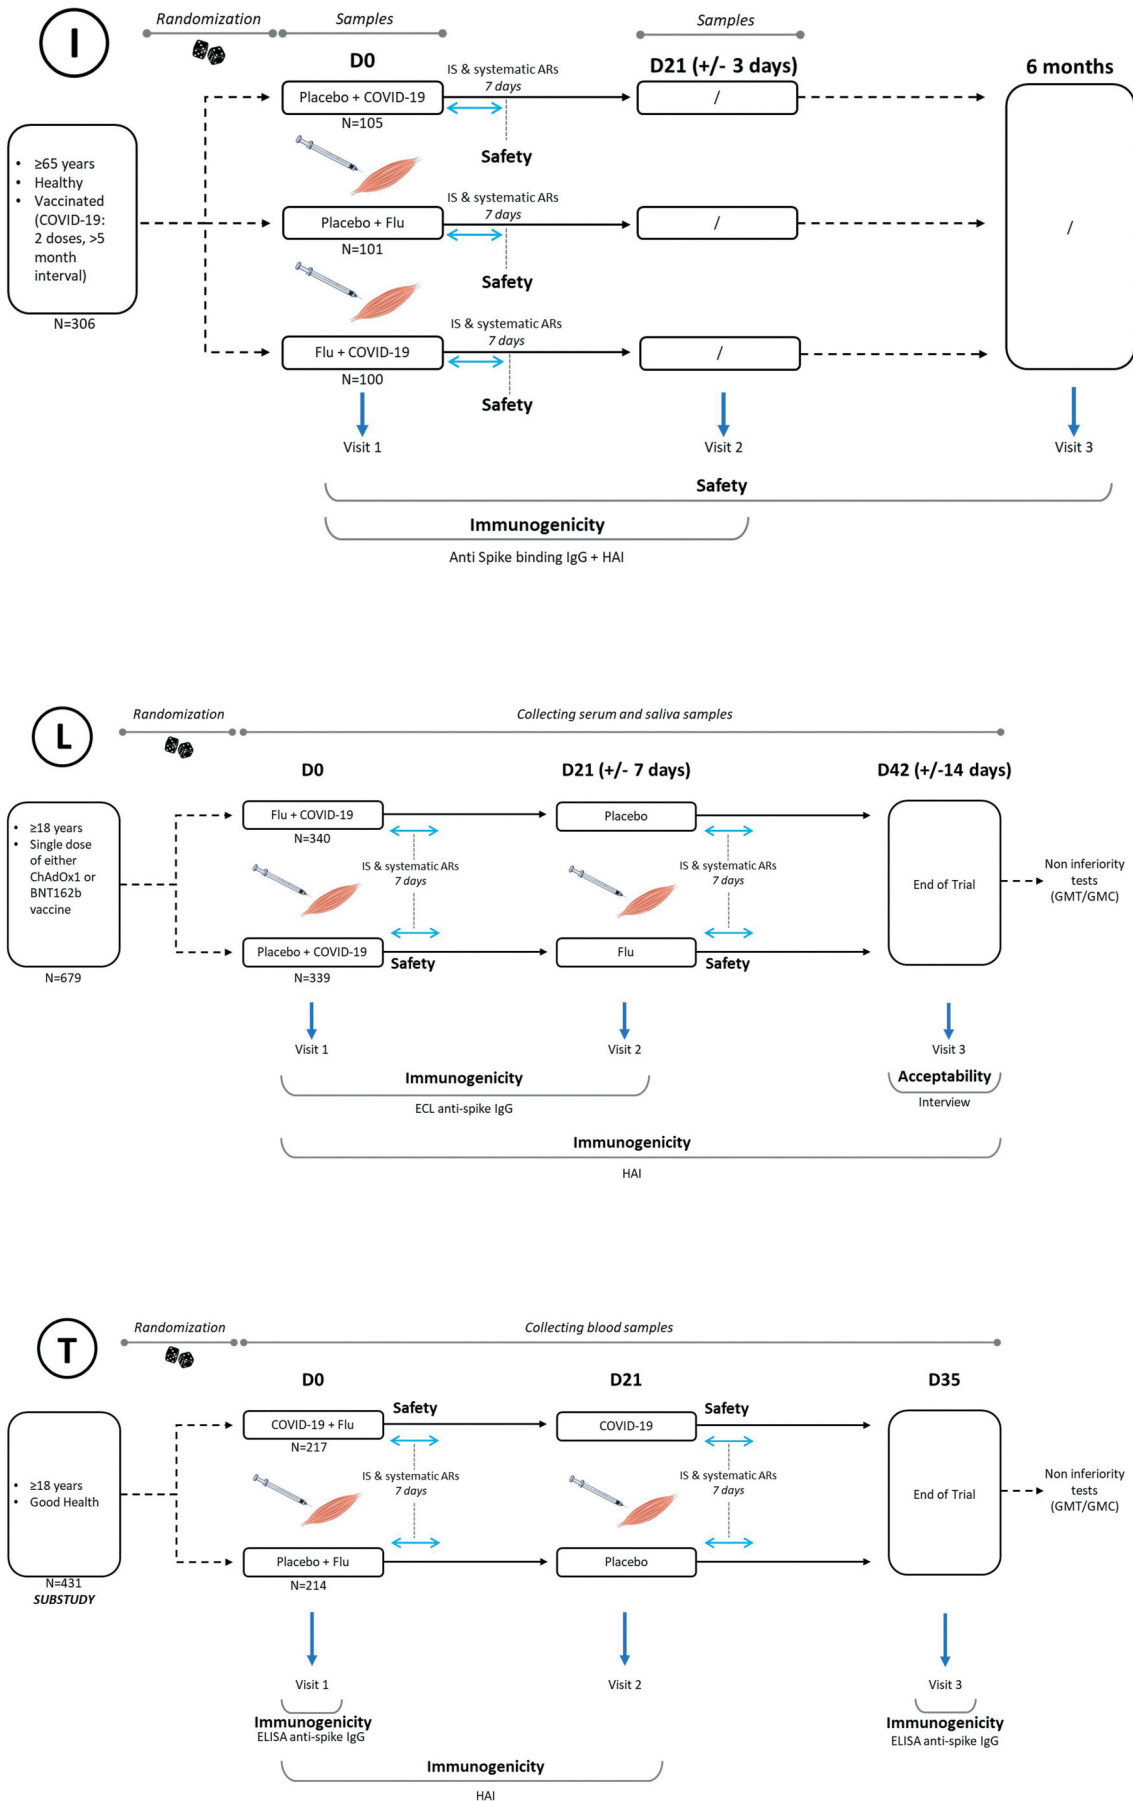 I
Randomization
Samples
Samples
D0
D21 (+/- 3 days)
6 months
IS & systematic ARs
7 days
Placebo + COVID-19
/
N=105
Safety
• ≥65 years
• Healthy
• Vaccinated
(COVID-19:
2 doses, >5
month
interval)
N=306
IS & systematic ARs
7 days
Placebo + Flu
/
/
N=101
Safety
IS & systematic ARs
7 days
Flu + COVID-19
/
N=100
Safety
Visit 1
Visit 2
Visit 3
Safety
Immunogenicity
Anti Spike binding IgG + HAI
L
Randomization
Collecting serum and saliva samples
D0
D21 (+/- 7 days)
D42 (+/-14 days)
• ≥18 years
• Single dose
of either
ChAdOx1 or
BNT162b
vaccine
N=679
Flu + COVID-19
Placebo
N=340
IS & systematic ARs
7 days
IS & systematic ARs
7 days
End of Trial
Non inferiority
tests
(GMT/GMC)
Placebo + COVID-19
Safety
Flu
Safety
N=339
Visit 1
Visit 2
Visit 3
Immunogenicity
ECL anti-spike IgG
Acceptability
Interview
Immunogenicity
HAI
T
Randomization
Collecting blood samples
D0
D21
D35
Safety
Safety
COVID-19 + Flu
COVID-19
N=217
• ≥18 years
• Good Health
N=431
SUBSTUDY
IS & systematic ARs
7 days
IS & systematic ARs
7 days
End of Trial
Non inferiority
tests
(GMT/GMC)
Placebo + Flu
Placebo
N=214
Visit 1
Visit 2
Visit 3
Immunogenicity
ELISA anti-spike IgG
Immunogenicity
ELISA anti-spike IgG
Immunogenicity
HAI